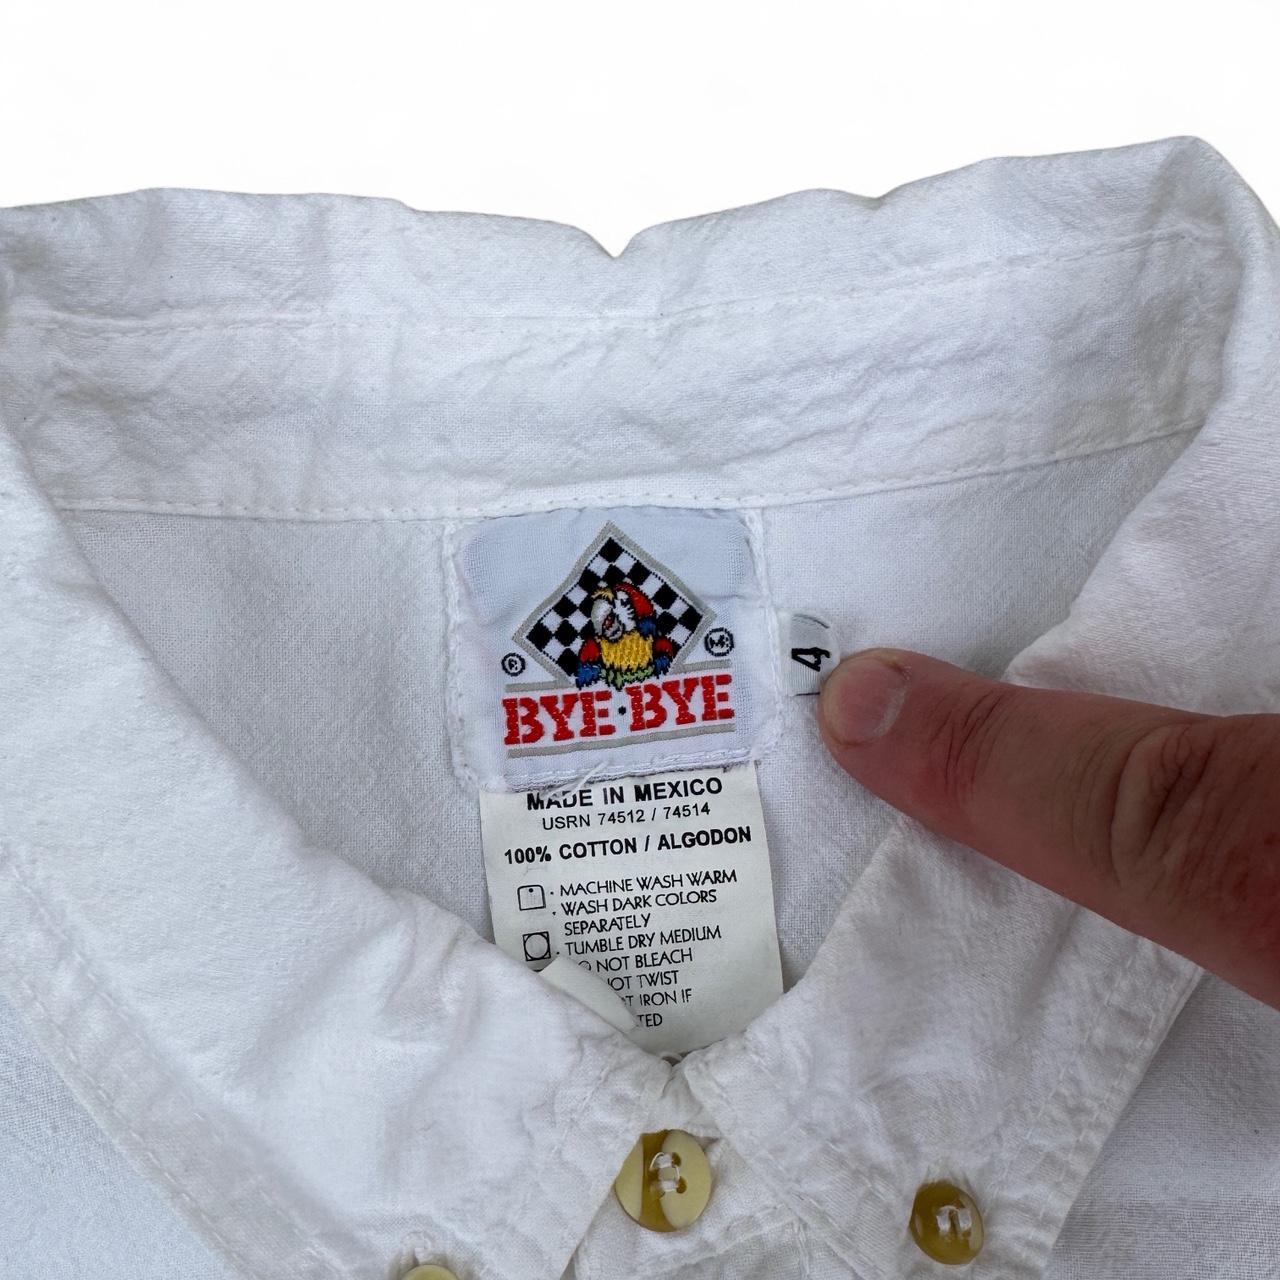 BYE·BYE
® MR
4
MADE IN MEXICO
USRN 74512 / 74514
100% COTTON / ALGODON
· MACHINE WASH WARM
. WASH DARK COLORS
SEPARATELY
. TUMBLE DRY MEDIUM
NOT BLEACH
TWIST
IRON IF